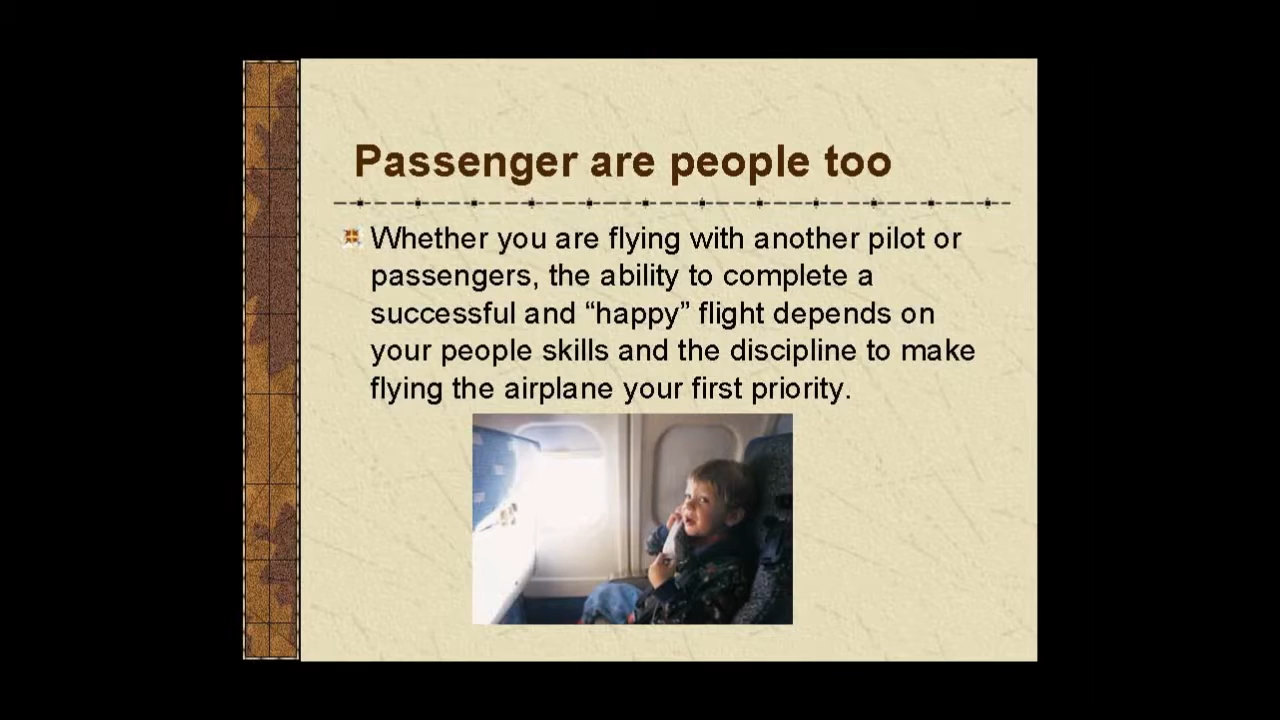 Passenger are people too
Whether you are flying with another pilot or
passengers, the ability to complete a
successful and “happy” flight depends on
your people skills and the discipline to make
flying the airplane your first priority.